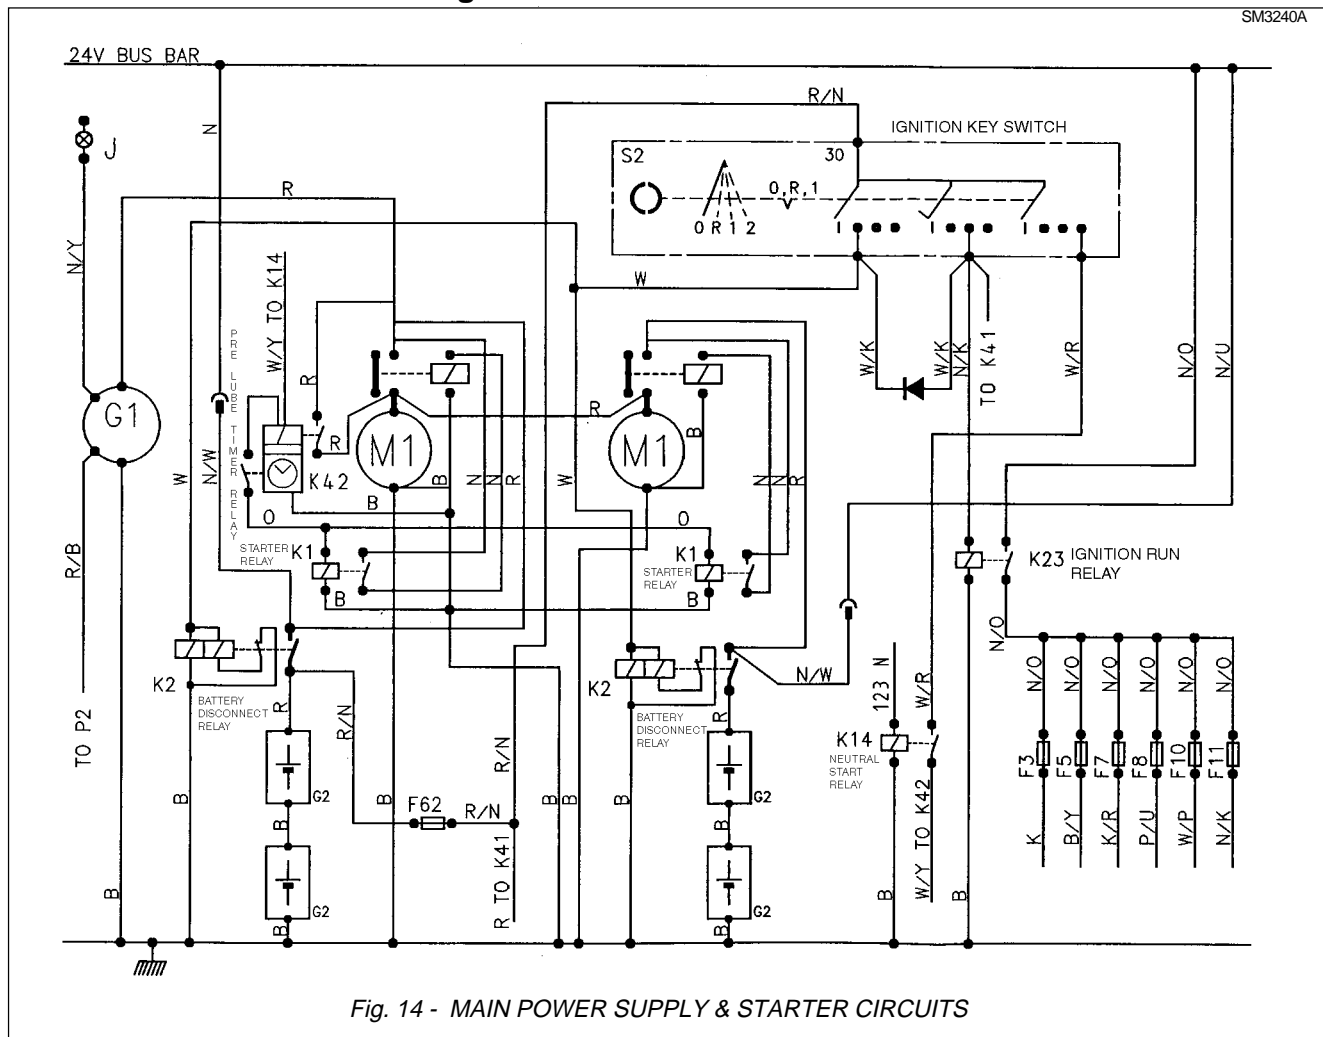 SM3240A
24V BUS BAR
R/N
IGNITION KEY SWITCH
N
J
S2
30
0,R,1
0 R 1 2
R
N/Y
W/Y TO K14
W
W/K
W/K
N/K
TO K41
W/R
N/O
N/U
PRE LUBE TIMER RELAY
R
G1
M1
R
M1
R
B
K42
W
N/W
B
N
N
R
W
N
N
R
B
O
O
STARTER
RELAY
K1
K1
STARTER
RELAY
B
B
K23
IGNITION RUN
RELAY
R/B
N/O
K2
BATTERY
DISCONNECT
RELAY
R
R/N
K2
BATTERY
DISCONNECT
RELAY
R
N/W
123 N
W/R
N/O
N/O
N/O
N/O
N/O
N/O
TO P2
R/N
K14
NEUTRAL
START
RELAY
F3
F5
F7
F8
F10
F11
G2
G2
B
B
F62
R/N
B
B
B
B
B
K
B/Y
K/R
P/U
W/P
N/K
R TO K41
W/Y TO K42
B
G2
G2
B
B
B
B
Fig. 14 - MAIN POWER SUPPLY & STARTER CIRCUITS